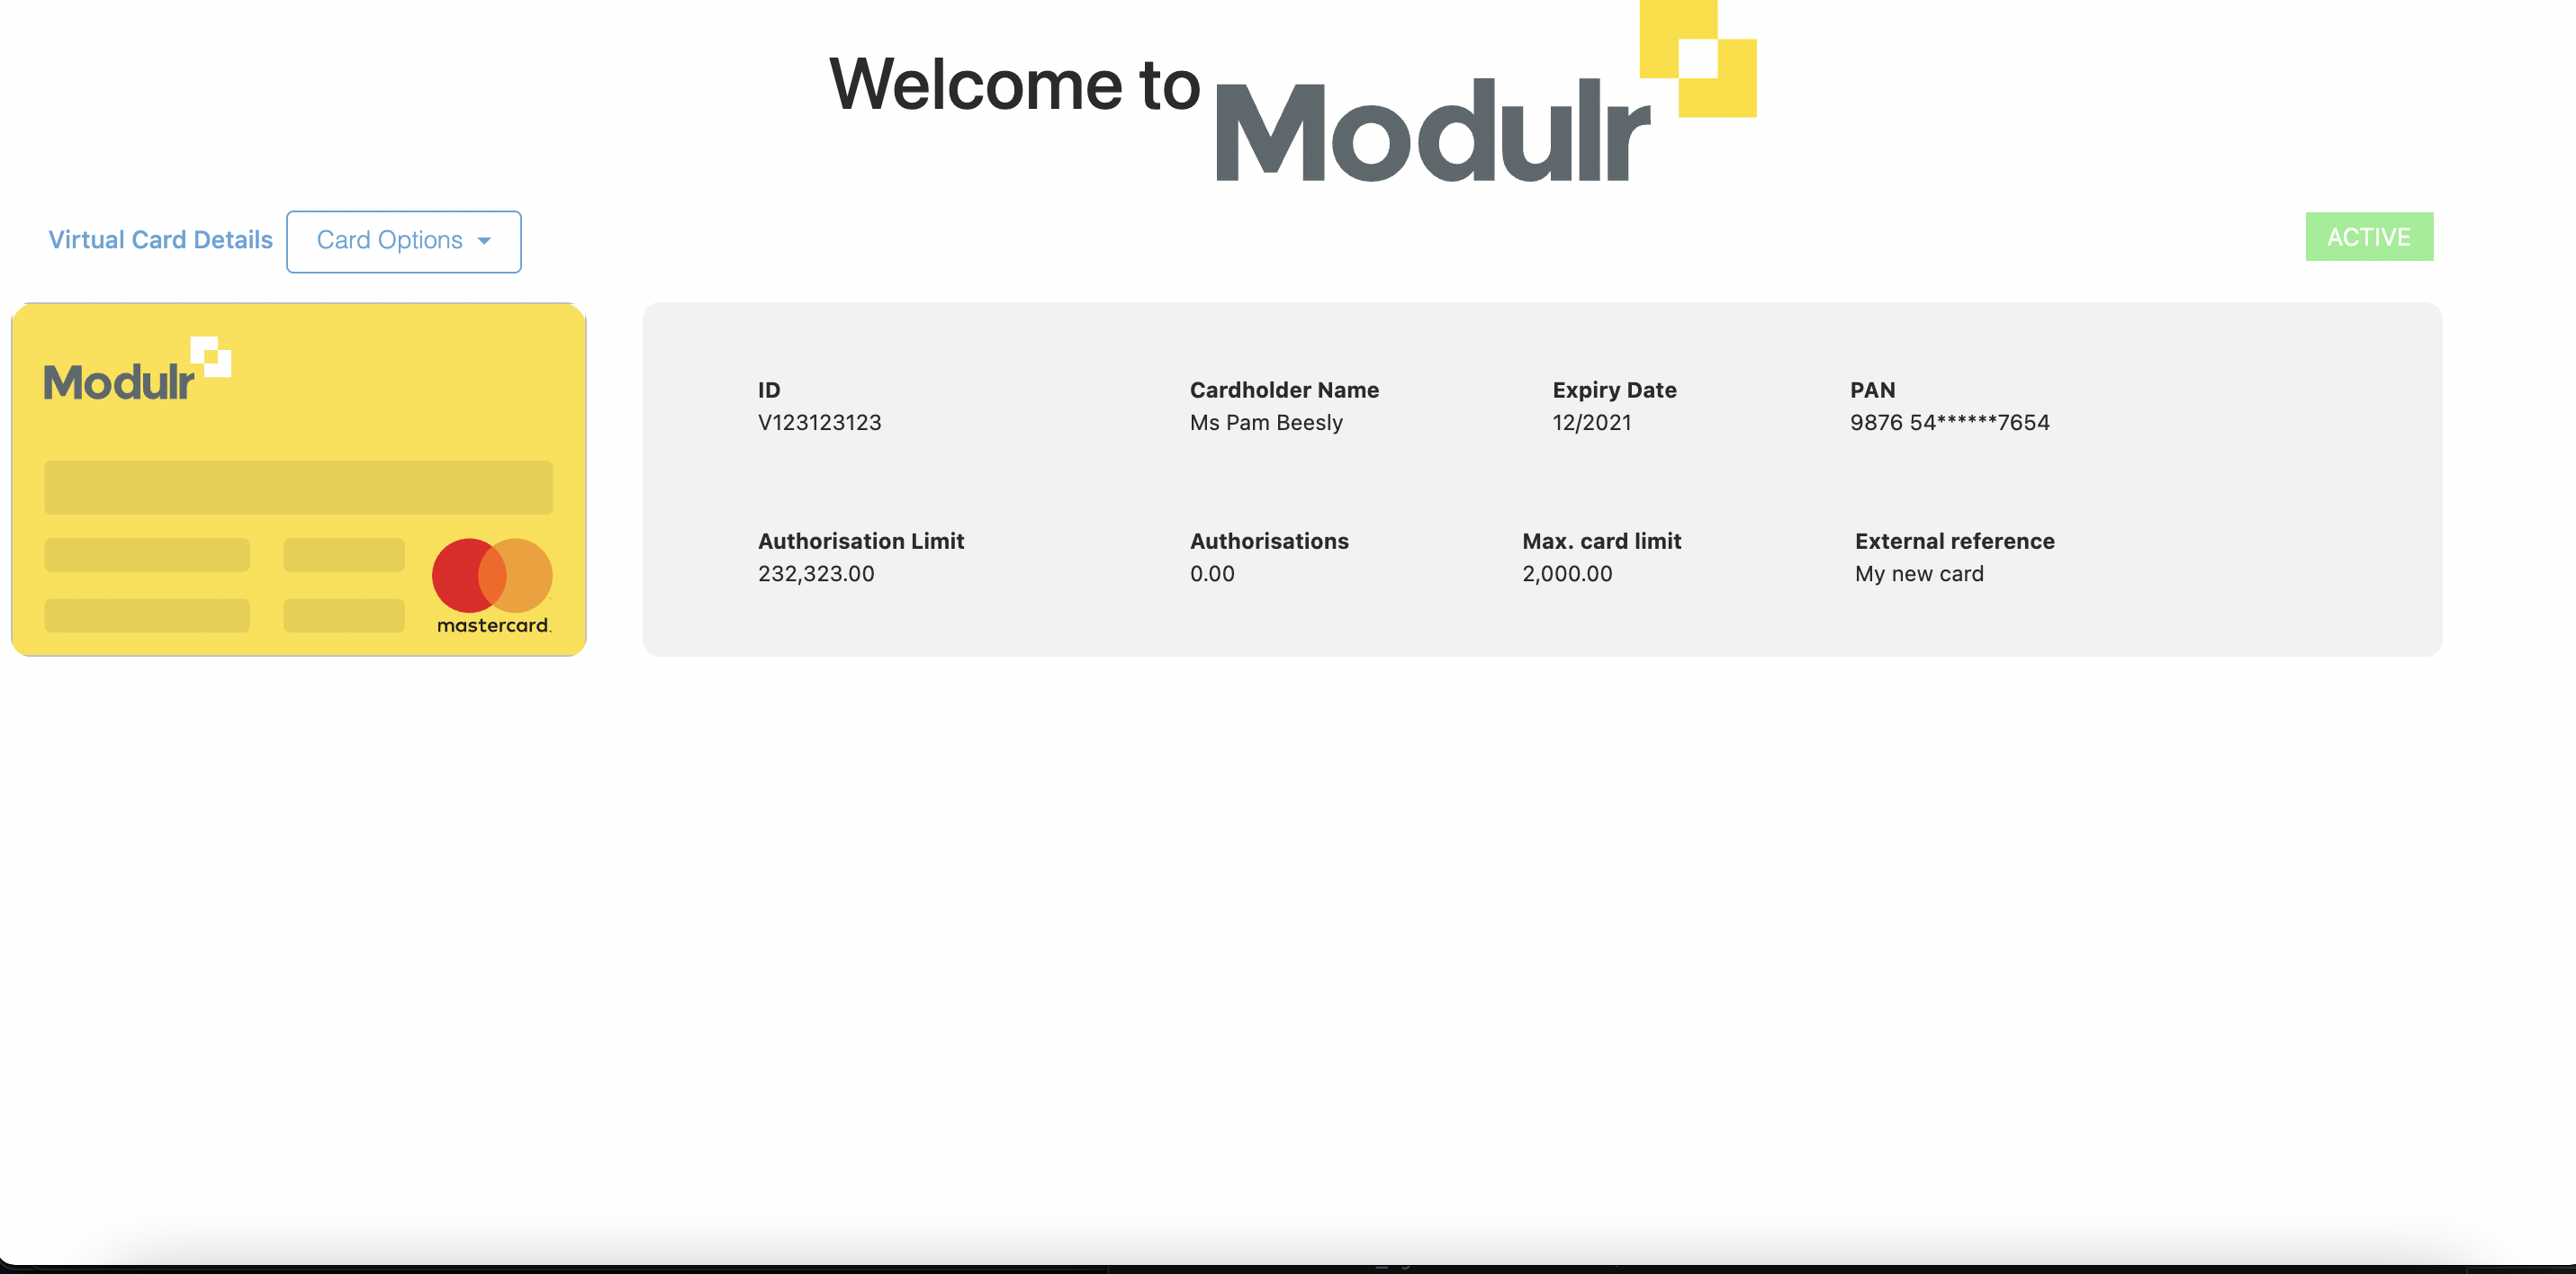 Welcome to Modulr
Virtual Card Details Card Options ACTIVE
Modulr
mastercard.
ID Cardholder Name Expiry Date PAN
V123123123 Ms Pam Beesly 12/2021 9876 54******7654
Authorisation Limit Authorisations Max. card limit External reference
232,323.00 0.00 2,000.00 My new card